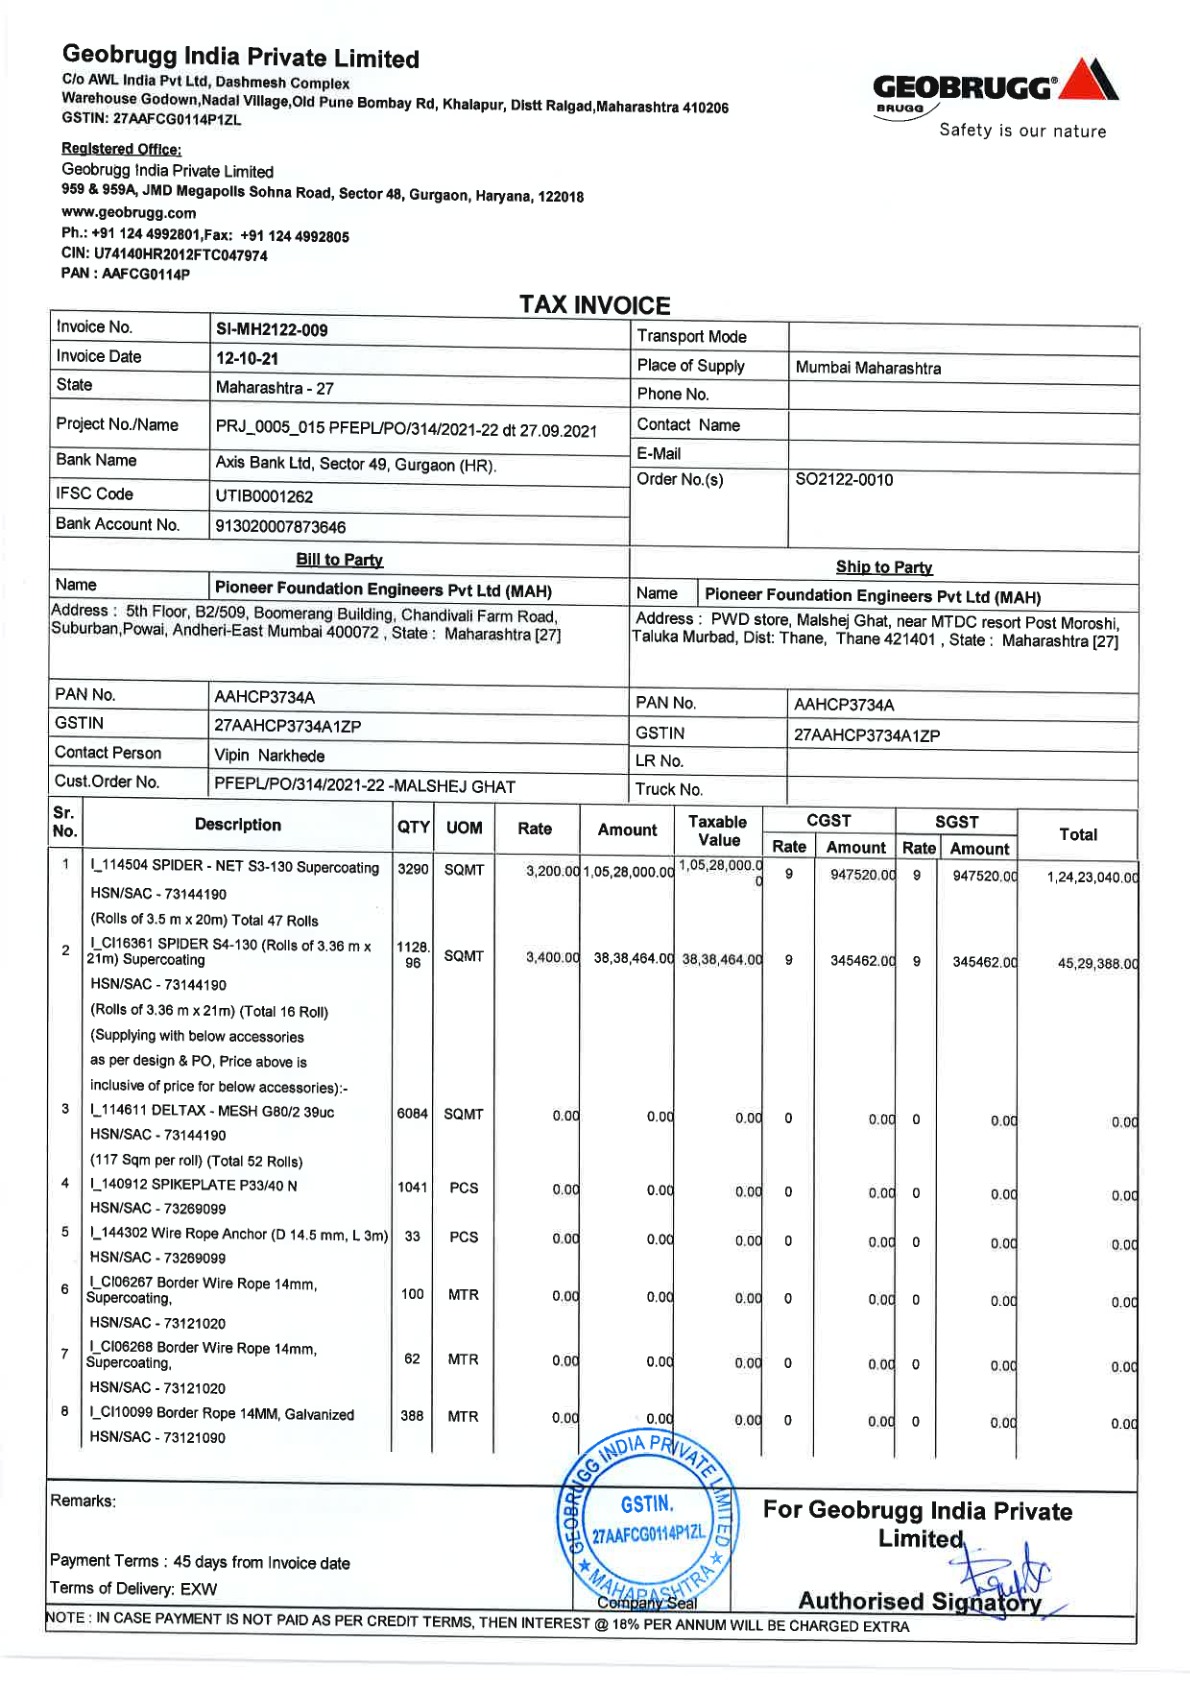 Geobrugg India Private Limited
C/o AWL India Pvt Ltd, Dashmesh Complex
Warehouse Godown,Nadal Village,Old Pune Bombay Rd, Khalapur, Distt Raigad,Maharashtra 410206
GSTIN: 27AAFCG0114P1ZL
GEOBRUGG®
BRUGG
Safety is our nature
Registered Office:
Geobrugg India Private Limited
959 & 959A, JMD Megapolis Sohna Road, Sector 48, Gurgaon, Haryana, 122018
www.geobrugg.com
Ph.: +91 124 4992801,Fax: +91 124 4992805
CIN: U74140HR2012FTC047974
PAN : AAFCG0114P
TAX INVOICE
Invoice No. SI-MH2122-009
Invoice Date 12-10-21
State Maharashtra - 27
Project No./Name PRJ_0005_015 PFEPL/PO/314/2021-22 dt 27.09.2021
Bank Name Axis Bank Ltd, Sector 49, Gurgaon (HR).
IFSC Code UTIB0001262
Bank Account No. 913020007873646
Transport Mode
Place of Supply Mumbai Maharashtra
Phone No.
Contact Name
E-Mail
Order No.(s) SO2122-0010
Bill to Party
Name Pioneer Foundation Engineers Pvt Ltd (MAH)
Address : 5th Floor, B2/509, Boomerang Building, Chandivali Farm Road,
Suburban,Powai, Andheri-East Mumbai 400072 , State : Maharashtra [27]
PAN No. AAHCP3734A
GSTIN 27AAHCP3734A1ZP
Contact Person Vipin Narkhede
Cust.Order No. PFEPL/PO/314/2021-22 -MALSHEJ GHAT
Ship to Party
Name Pioneer Foundation Engineers Pvt Ltd (MAH)
Address : PWD store, Malshej Ghat, near MTDC resort Post Moroshi,
Taluka Murbad, Dist: Thane, Thane 421401 , State : Maharashtra [27]
PAN No. AAHCP3734A
GSTIN 27AAHCP3734A1ZP
LR No.
Truck No.
Sr. No. Description QTY UOM Rate Amount Taxable Value CGST SGST Total
Rate Amount Rate Amount
1 I_114504 SPIDER - NET S3-130 Supercoating 3290 SQMT 3,200.00 1,05,28,000.00 1,05,28,000.00 9 947520.00 9 947520.00 1,24,23,040.00
HSN/SAC - 73144190
(Rolls of 3.5 m x 20m) Total 47 Rolls
2 I_CI16361 SPIDER S4-130 (Rolls of 3.36 m x
21m) Supercoating 1128.96 SQMT 3,400.00 38,38,464.00 38,38,464.00 9 345462.00 9 345462.00 45,29,388.00
HSN/SAC - 73144190
(Rolls of 3.36 m x 21m) (Total 16 Roll)
(Supplying with below accessories
as per design & PO, Price above is
inclusive of price for below accessories):-
3 I_114611 DELTAX - MESH G80/2 39uc 6084 SQMT 0.00 0.00 0.00 0 0.00 0 0.00 0.00
HSN/SAC - 73144190
(117 Sqm per roll) (Total 52 Rolls)
4 I_140912 SPIKEPLATE P33/40 N 1041 PCS 0.00 0.00 0.00 0 0.00 0 0.00 0.00
HSN/SAC - 73269099
5 I_144302 Wire Rope Anchor (D 14.5 mm, L 3m) 33 PCS 0.00 0.00 0.00 0 0.00 0 0.00 0.00
HSN/SAC - 73269099
6 I_CI06267 Border Wire Rope 14mm,
Supercoating, 100 MTR 0.00 0.00 0.00 0 0.00 0 0.00 0.00
HSN/SAC - 73121020
7 I_CI06268 Border Wire Rope 14mm,
Supercoating, 62 MTR 0.00 0.00 0.00 0 0.00 0 0.00 0.00
HSN/SAC - 73121020
8 I_CI10099 Border Rope 14MM, Galvanized 388 MTR 0.00 0.00 0.00 0 0.00 0 0.00 0.00
HSN/SAC - 73121090
Remarks:
Payment Terms : 45 days from Invoice date
Terms of Delivery: EXW
GEOBRUGG INDIA PRIVATE LIMITED
GSTIN.
27AAFCG0114P1ZL
★ MAHARASHTRA ★
Company Seal
For Geobrugg India Private
Limited
Authorised Signatory
NOTE : IN CASE PAYMENT IS NOT PAID AS PER CREDIT TERMS, THEN INTEREST @ 18% PER ANNUM WILL BE CHARGED EXTRA